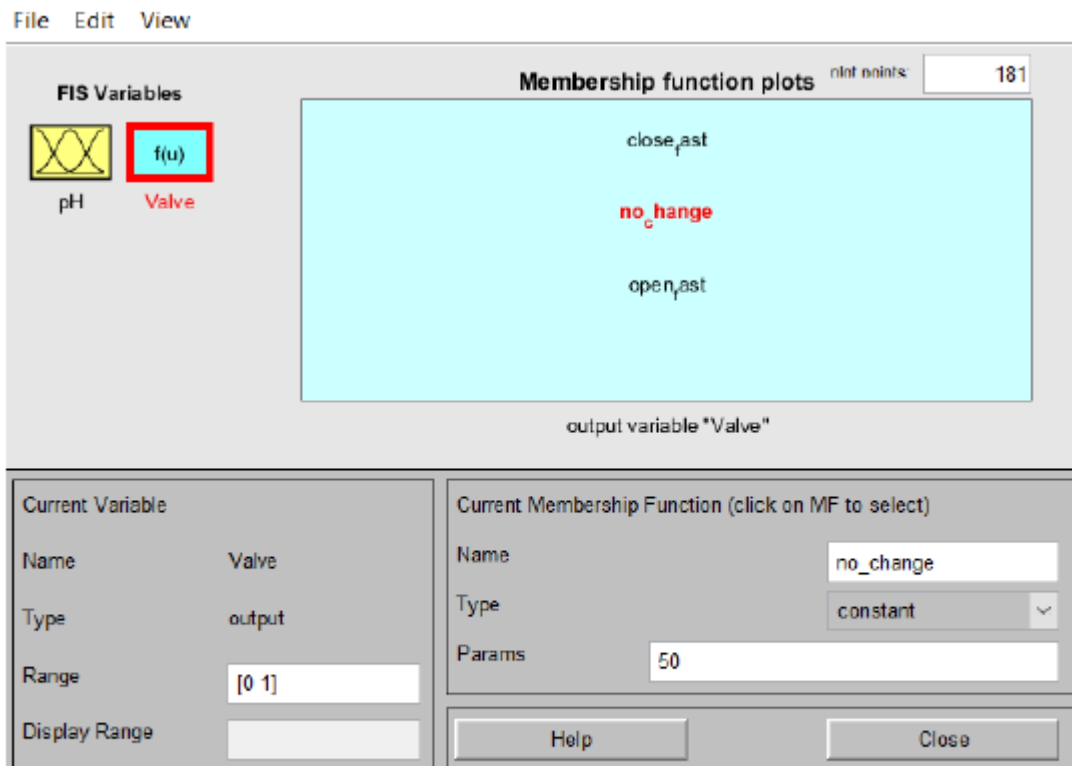 File Edit View
FIS Variables
f(u)
pH Valve
Membership function plots plot points: 181
close_fast
no_change
open_fast
output variable "Valve"
Current Variable
Name Valve
Type output
Range [0 1]
Display Range
Current Membership Function (click on MF to select)
Name no_change
Type constant
Params 50
Help Close